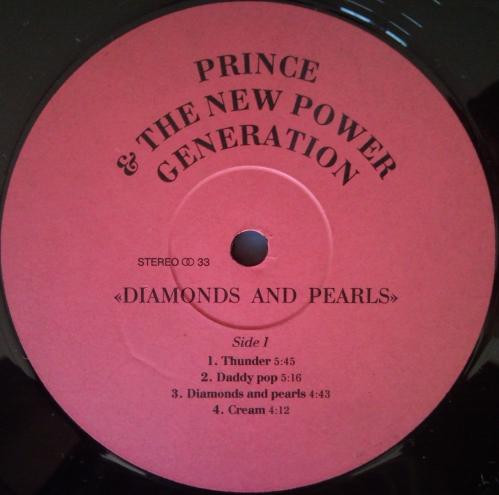 PRINCE
& THE NEW POWER
GENERATION
STEREO ꝏ 33
«DIAMONDS AND PEARLS»
Side I
1. Thunder 5:45
2. Daddy pop 5:16
3. Diamonds and pearls 4:43
4. Cream 4:12